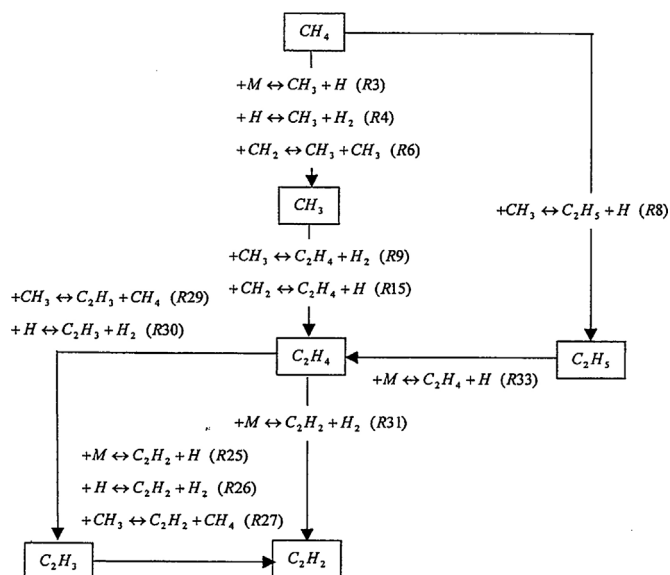 CH₄
+M↔CH₃+H (R3)
+H↔CH₃+H₂ (R4)
+CH₂↔CH₃+CH₃ (R6)
CH₃
+CH₃↔C₂H₅+H (R8)
+CH₃↔C₂H₄+H₂ (R9)
+CH₂↔C₂H₄+H (R15)
+CH₃↔C₂H₃+CH₄ (R29)
+H↔C₂H₃+H₂ (R30)
C₂H₄
C₂H₅
+M↔C₂H₄+H (R33)
+M↔C₂H₂+H₂ (R31)
+M↔C₂H₂+H (R25)
+H↔C₂H₂+H₂ (R26)
+CH₃↔C₂H₂+CH₄ (R27)
C₂H₃
C₂H₂